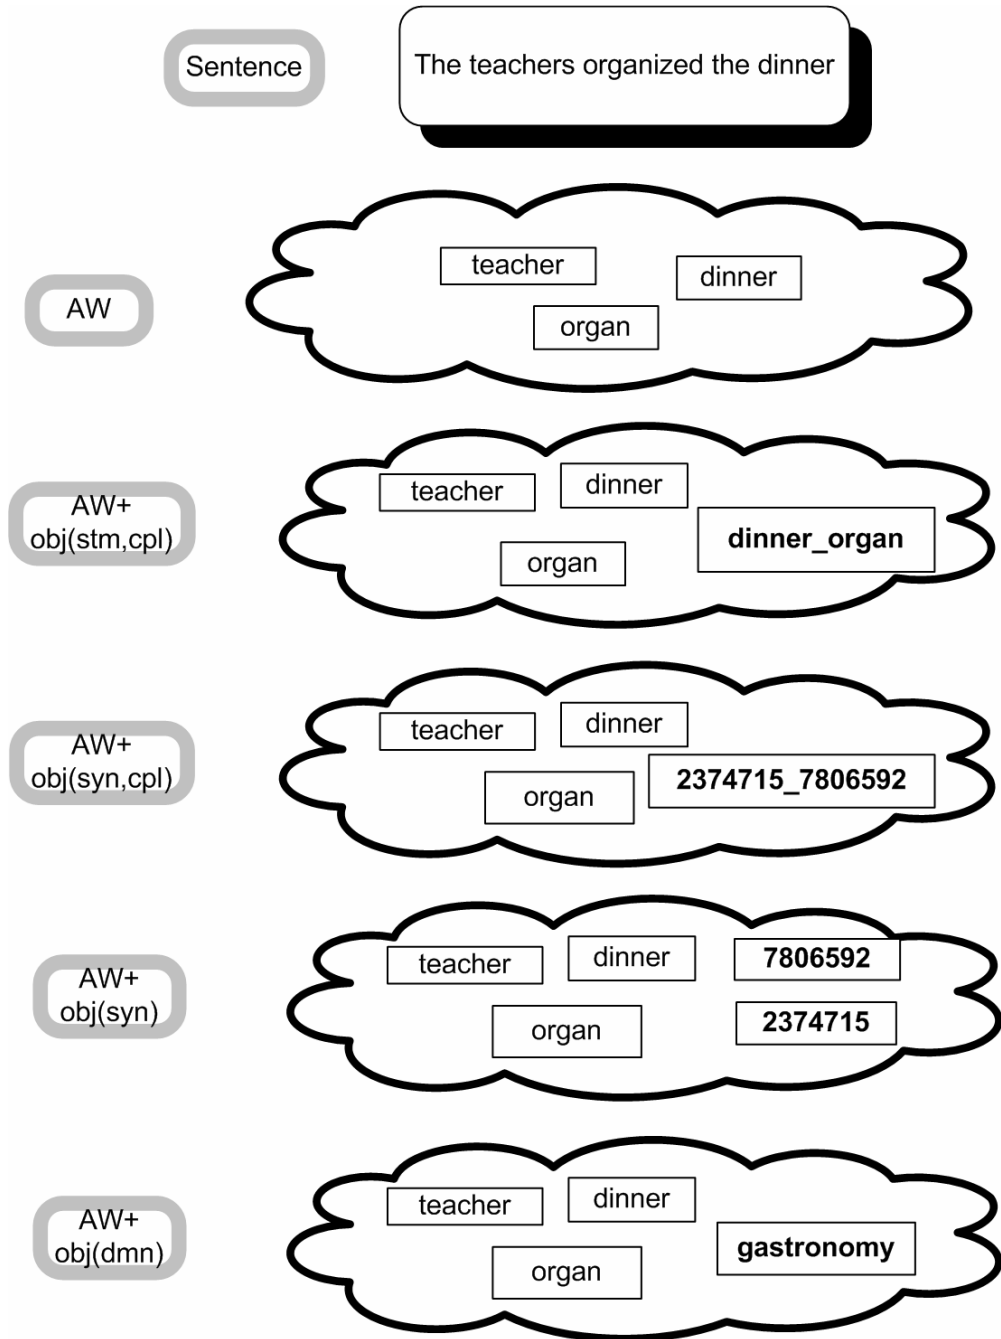 Sentence
The teachers organized the dinner
AW
teacher
dinner
organ
AW+
obj(stm,cpl)
teacher
dinner
organ
dinner_organ
AW+
obj(syn,cpl)
teacher
dinner
organ
2374715_7806592
AW+
obj(syn)
teacher
dinner
7806592
organ
2374715
AW+
obj(dmn)
teacher
dinner
organ
gastronomy